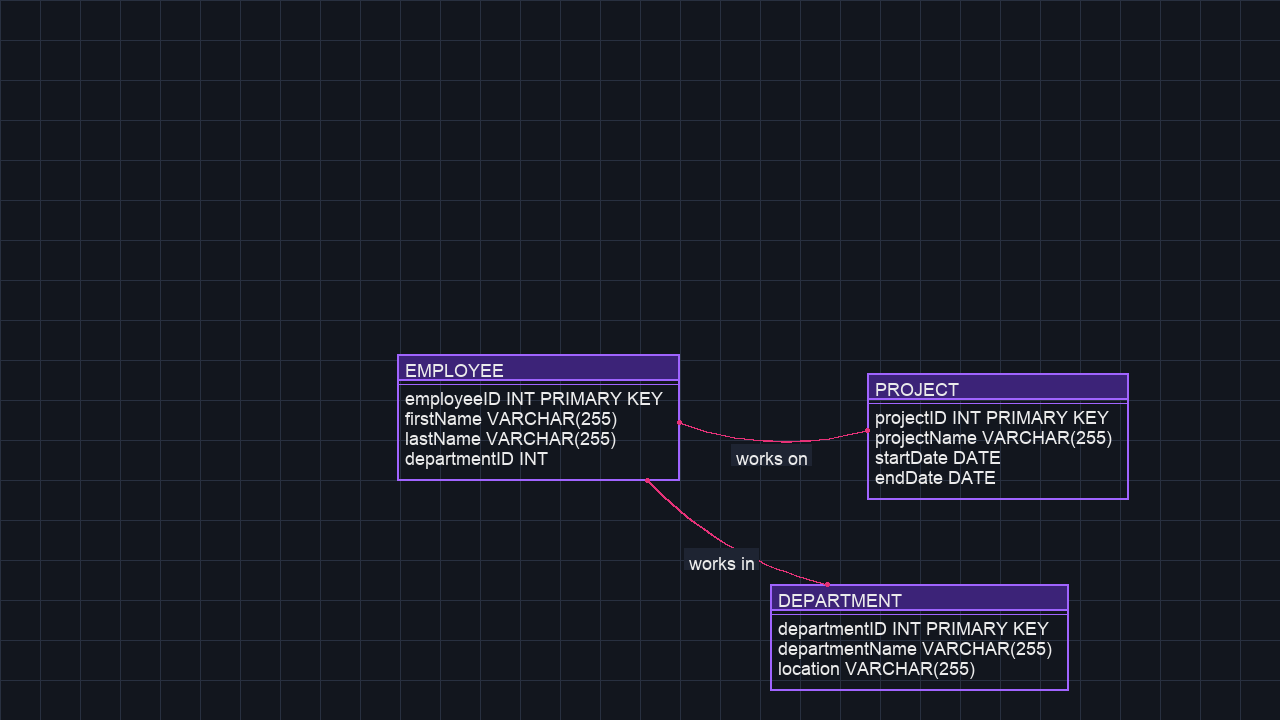 EMPLOYEE
employeeID INT PRIMARY KEY
firstName VARCHAR(255)
lastName VARCHAR(255)
departmentID INT
works on
PROJECT
projectID INT PRIMARY KEY
projectName VARCHAR(255)
startDate DATE
endDate DATE
works in
DEPARTMENT
departmentID INT PRIMARY KEY
departmentName VARCHAR(255)
location VARCHAR(255)